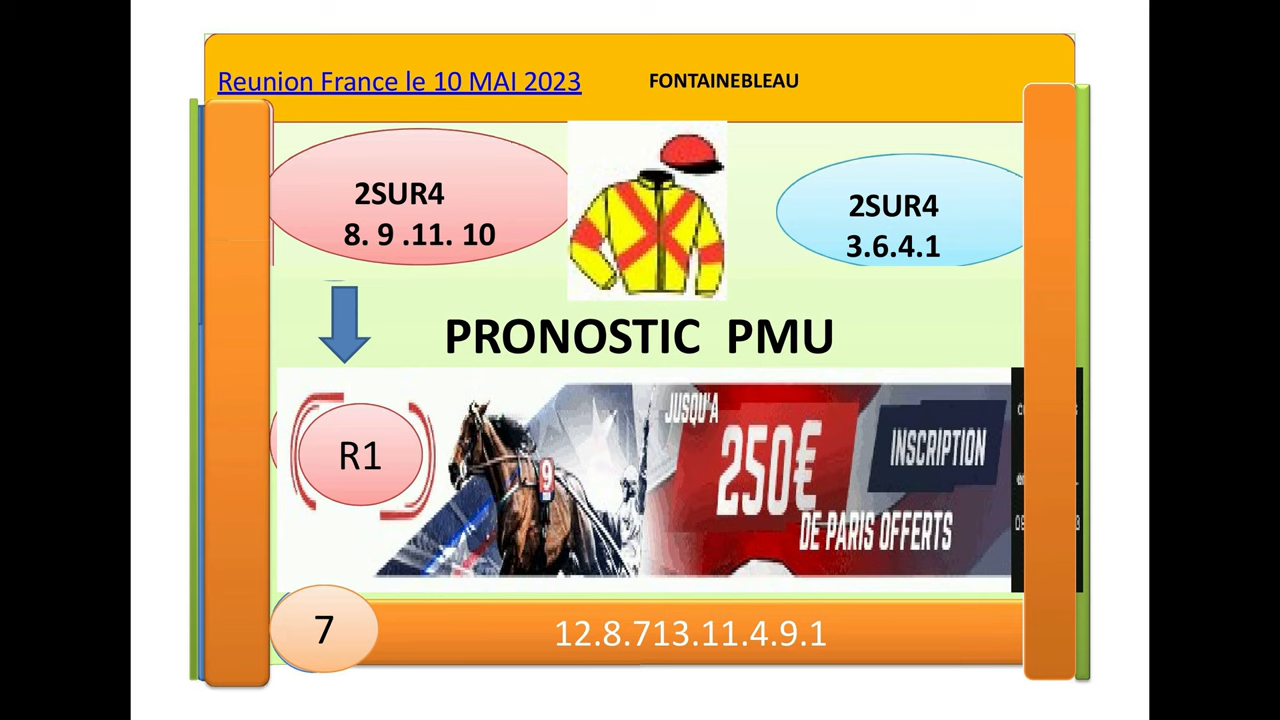 Reunion France le 10 MAI 2023
FONTAINEBLEAU
2SUR4
8. 9 .11. 10
2SUR4
3.6.4.1
PRONOSTIC PMU
R1
9
JUSQU'A
250€
DE PARIS OFFERTS
INSCRIPTION
7
12.8.713.11.4.9.1